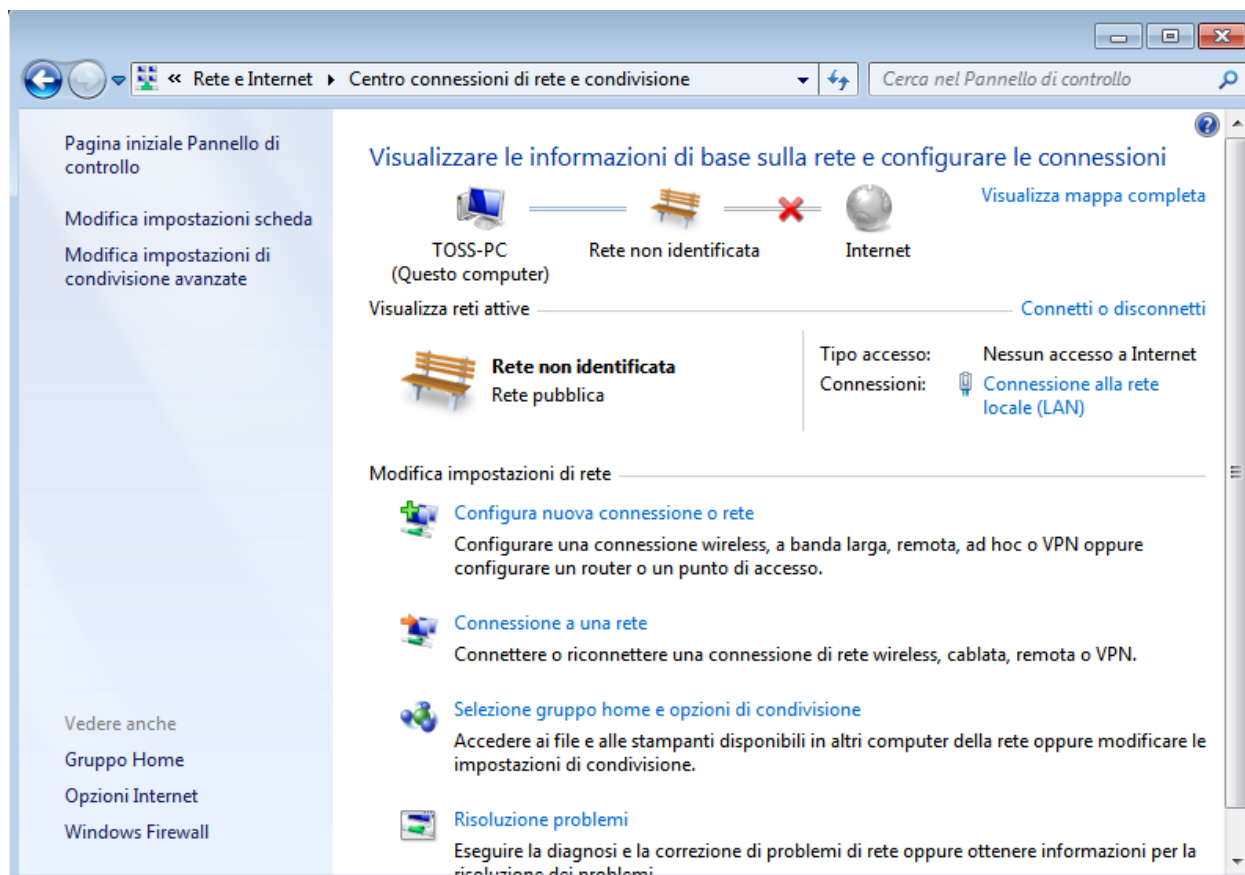 « Rete e Internet ▸ Centro connessioni di rete e condivisione
Cerca nel Pannello di controllo
Pagina iniziale Pannello di
controllo
Modifica impostazioni scheda
Modifica impostazioni di
condivisione avanzate
Vedere anche
Gruppo Home
Opzioni Internet
Windows Firewall
Visualizzare le informazioni di base sulla rete e configurare le connessioni
Visualizza mappa completa
TOSS-PC
(Questo computer)
Rete non identificata
Internet
Visualizza reti attive
Connetti o disconnetti
Rete non identificata
Rete pubblica
Tipo accesso: Nessun accesso a Internet
Connessioni: Connessione alla rete
locale (LAN)
Modifica impostazioni di rete
Configura nuova connessione o rete
Configurare una connessione wireless, a banda larga, remota, ad hoc o VPN oppure
configurare un router o un punto di accesso.
Connessione a una rete
Connettere o riconnettere una connessione di rete wireless, cablata, remota o VPN.
Selezione gruppo home e opzioni di condivisione
Accedere ai file e alle stampanti disponibili in altri computer della rete oppure modificare le
impostazioni di condivisione.
Risoluzione problemi
Eseguire la diagnosi e la correzione di problemi di rete oppure ottenere informazioni per la
risoluzione dei problemi.